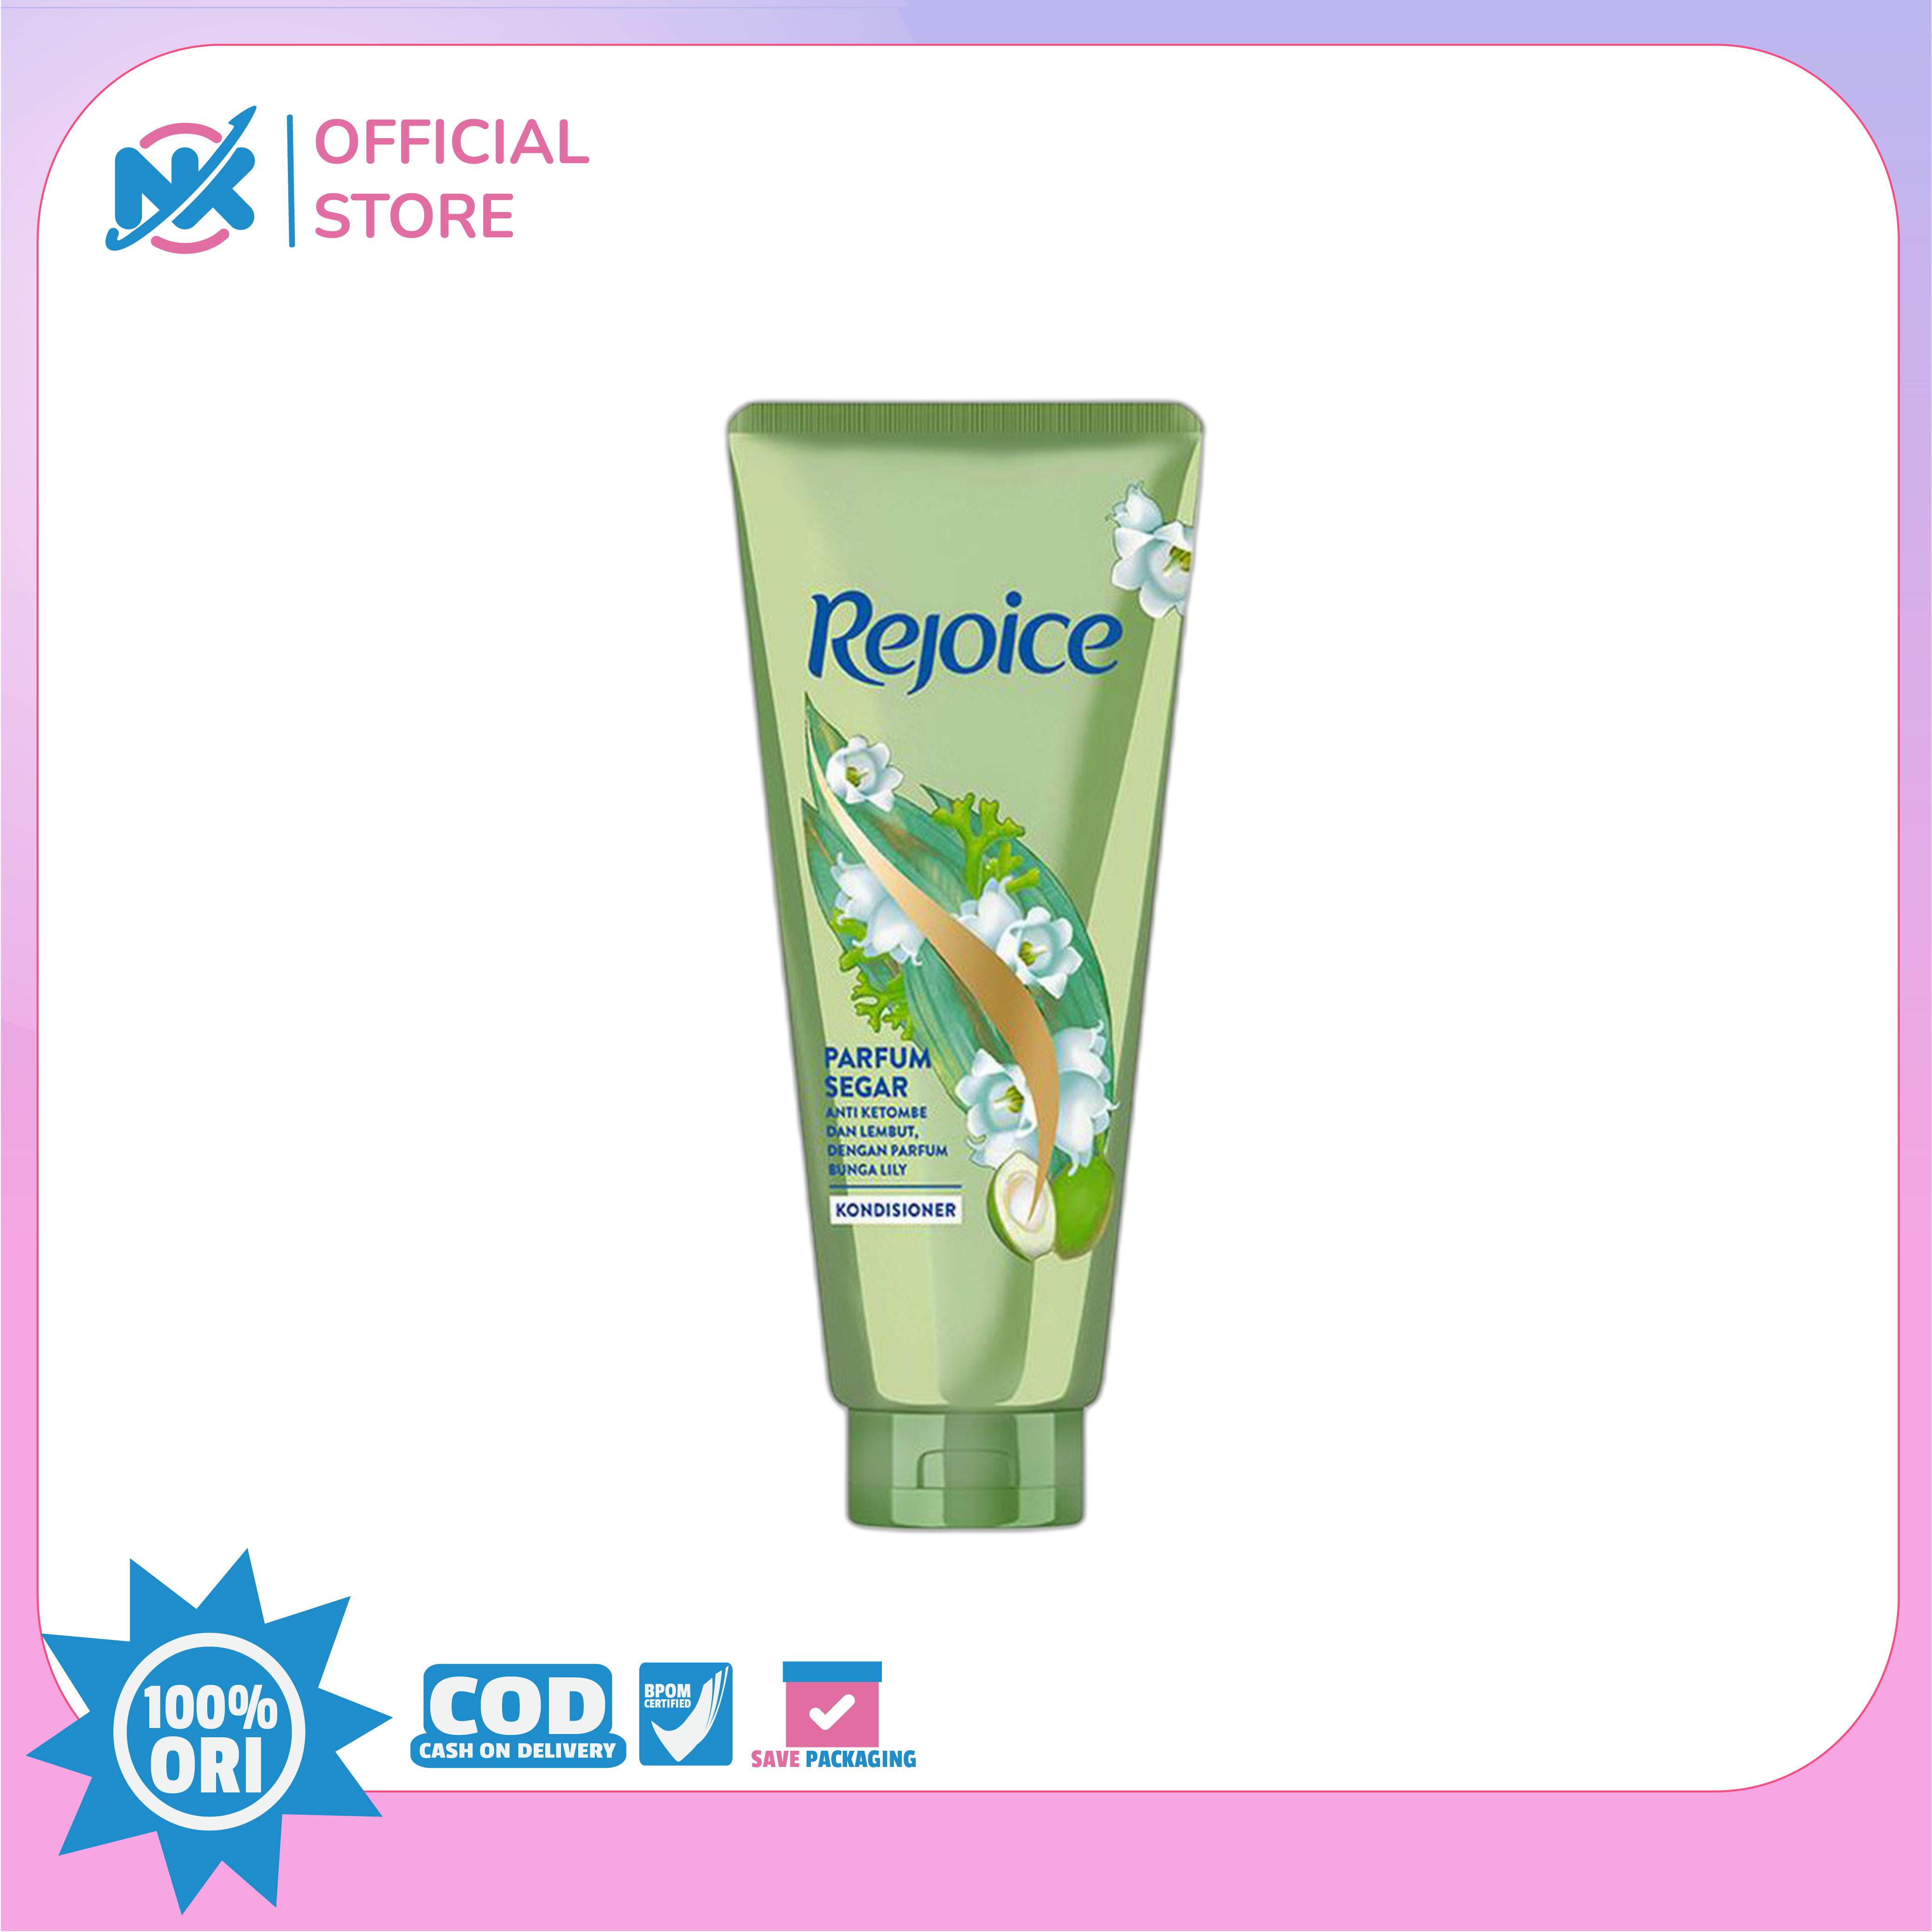 NK
OFFICIAL
STORE
Rejoice
PARFUM
SEGAR
ANTI KETOMBE
DAN LEMBUT,
DENGAN PARFUM
BUNGA LILY
KONDISIONER
100%
ORI
COD
CASH ON DELIVERY
BPOM
CERTIFIED
SAVE PACKAGING